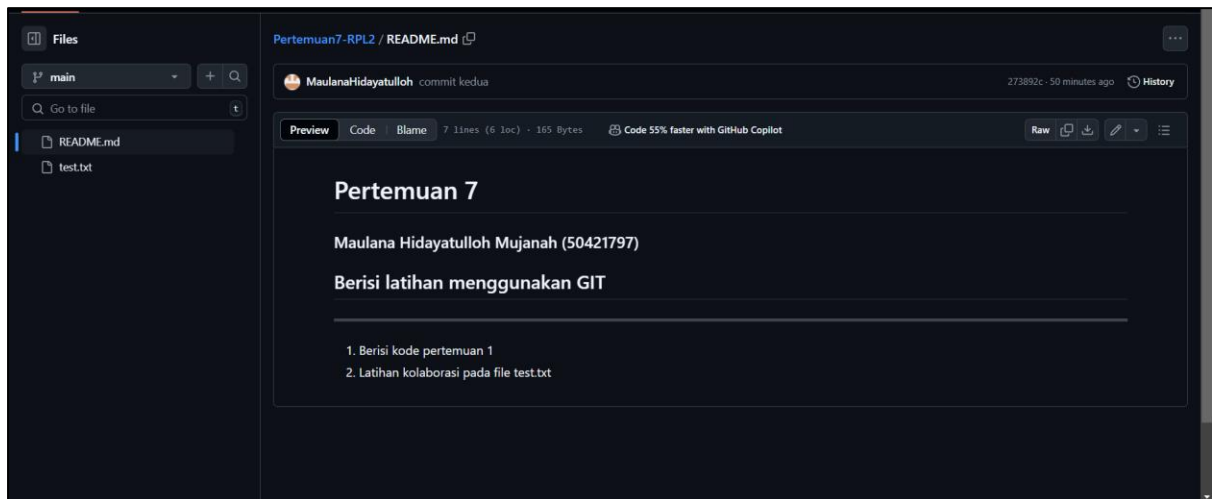 Files
Pertemuan7-RPL2 / README.md
main
MaulanaHidayatulloh commit kedua
273892c · 50 minutes ago History
Go to file t
Preview Code Blame 7 lines (6 loc) · 165 Bytes Code 55% faster with GitHub Copilot Raw
README.md
test.txt
Pertemuan 7
Maulana Hidayatulloh Mujanah (50421797)
Berisi latihan menggunakan GIT
1. Berisi kode pertemuan 1
2. Latihan kolaborasi pada file test.txt